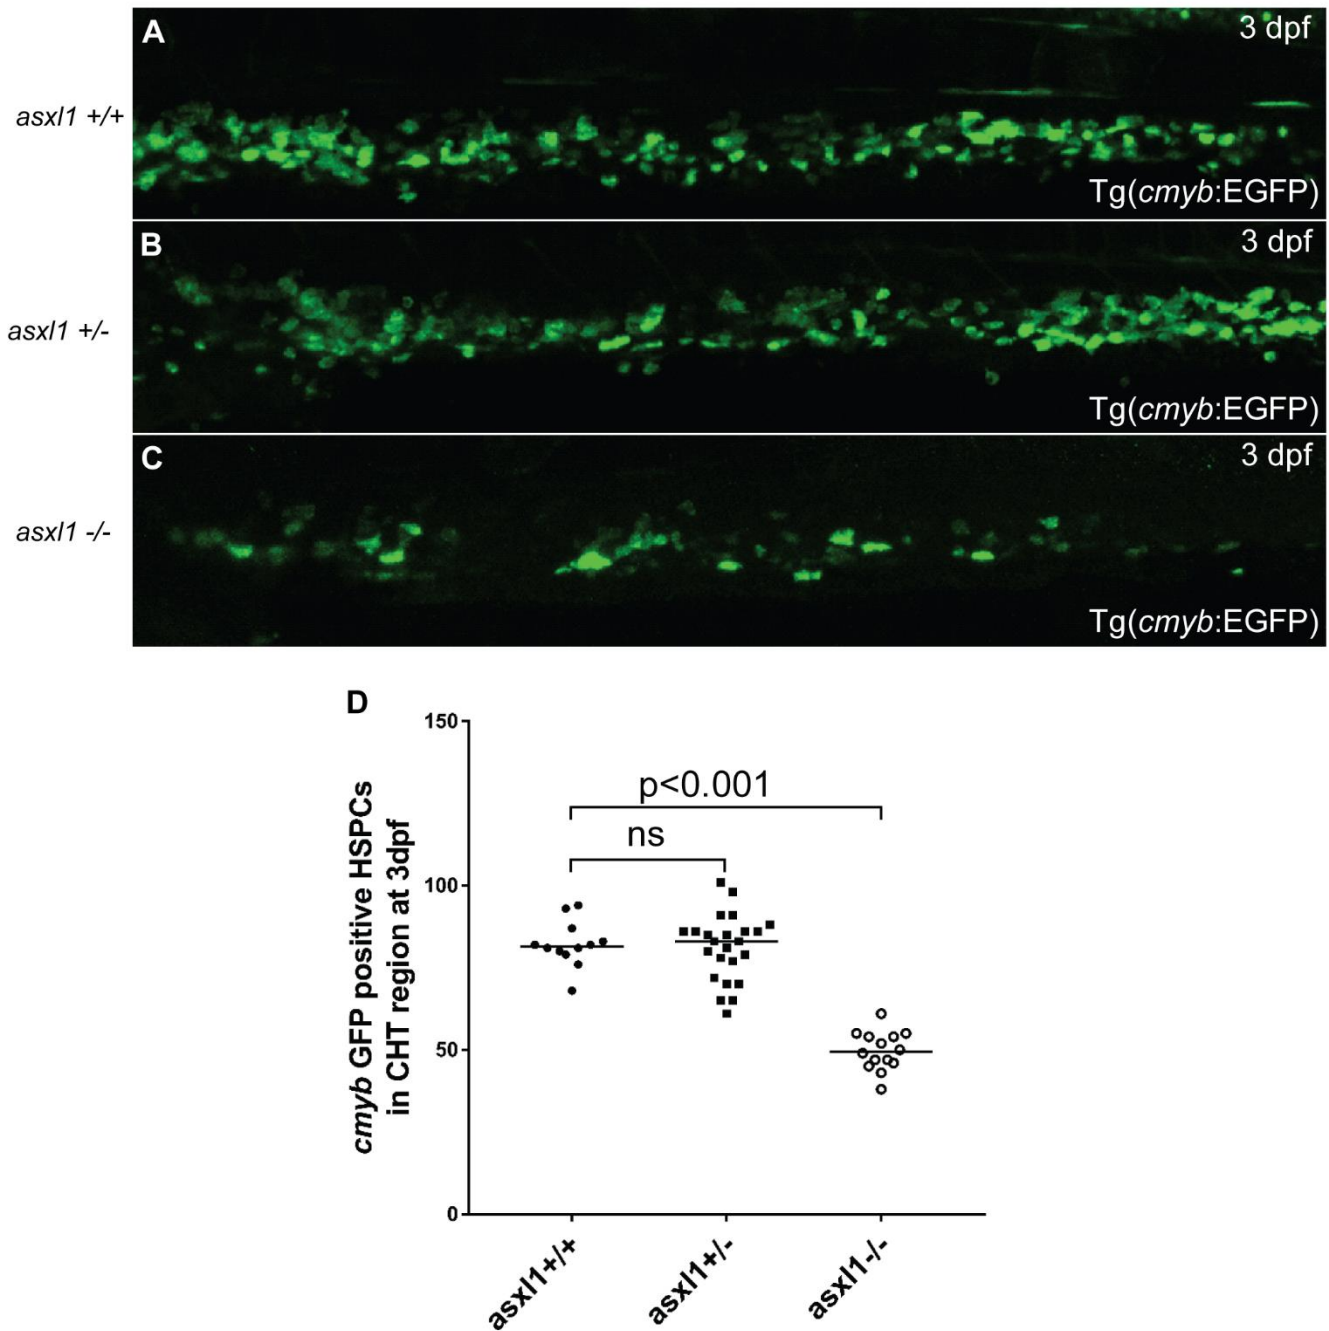 A
3 dpf
asxl1 +/+
Tg(cmyb:EGFP)
B
3 dpf
asxl1 +/-
Tg(cmyb:EGFP)
C
3 dpf
asxl1 -/-
Tg(cmyb:EGFP)
D
cmyb GFP positive HSPCs
in CHT region at 3dpf
150
100
50
0
p<0.001
ns
asxl1+/+
asxl1+/-
asxl1-/-